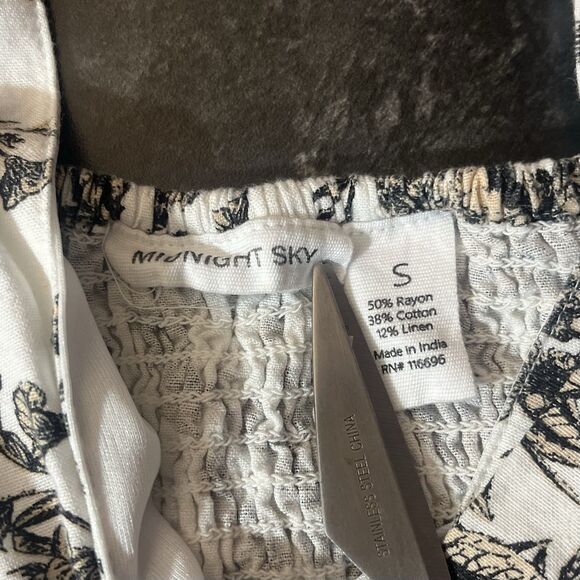 MIDNIGHT SKY
S
50% Rayon
38% Cotton
12% Linen
Made in India
RN# 116696
STAINLESS STEEL, CHINA